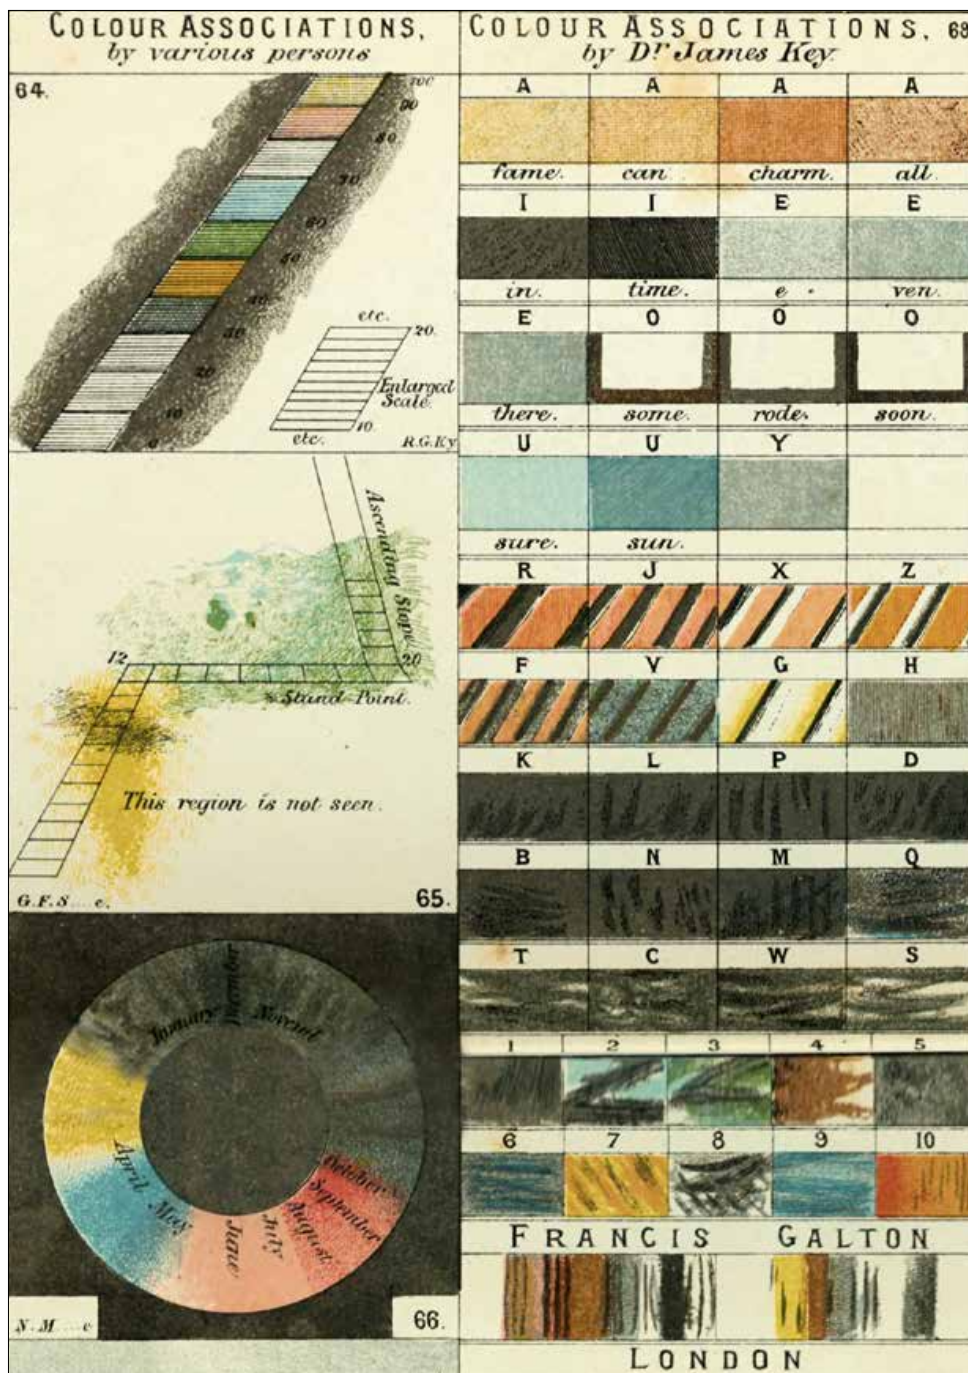 COLOUR ASSOCIATIONS,
by various persons
64.
100
90
80
70
60
50
40
30
20
10
0
etc.
20.
Enlarged
Scale.
10.
etc.
R.G.Ky
Ascending Slope
12
20
Stand Point.
This region is not seen.
G.F.S....e.
65.
January
December
Novemt
October
September
August
July
June
May
April
N.M....e
66.
COLOUR ASSOCIATIONS, 68
by Dr James Key.
A A A A
fame. can charm. all.
I I E E
in. time. e ven.
E O O O
there. some. rode. soon.
U U Y
sure. sun.
R J X Z
F V G H
K L P D
B N M Q
T C W S
1 2 3 4 5
6 7 8 9 10
FRANCIS GALTON
LONDON